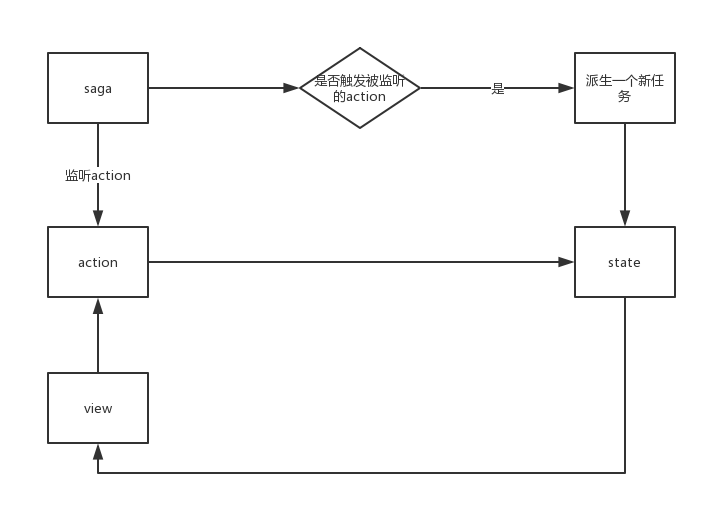 saga
是否触发被监听
的action
是
派生一个新任
务
监听action
action
state
view